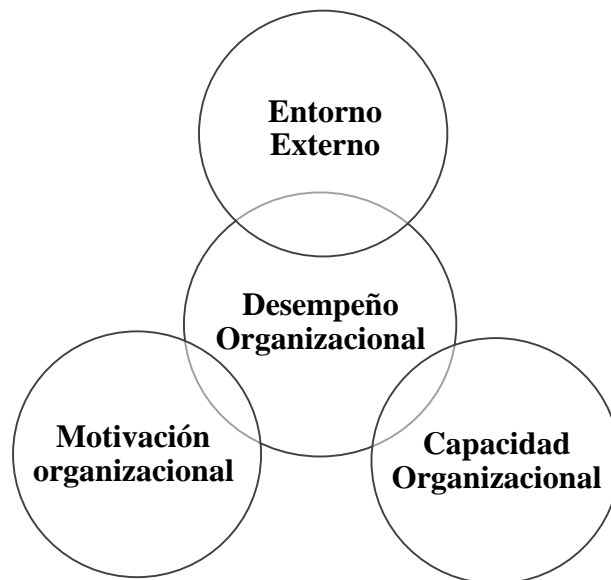 Entorno
Externo
Desempeño
Organizacional
Motivación
organizacional
Capacidad
Organizacional